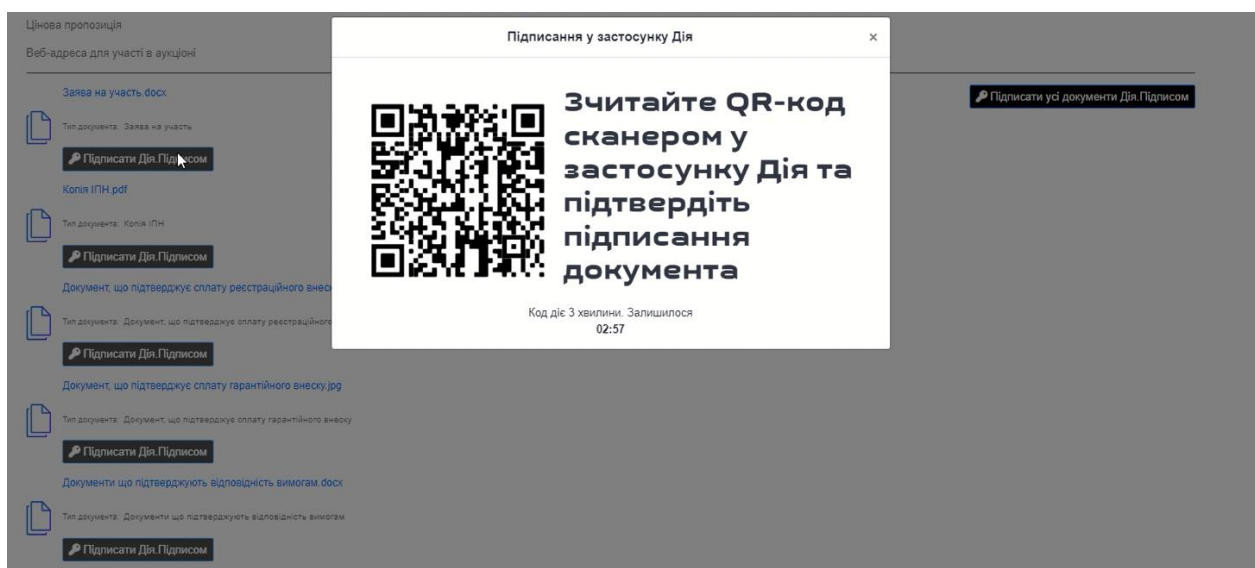 Цінова пропозиція
Веб-адреса для участі в аукціоні
Підписання у застосунку Дія ×
Зчитайте QR-код
сканером у
застосунку Дія та
підтвердіть
підписання
документа
Код діє 3 хвилини. Залишилося
02:57
Підписати усі документи Дія.Підписом
Заява на участь.docx
Тип документа: Заява на участь
Підписати Дія.Підписом
Копія ІПН.pdf
Тип документа: Копія ІПН
Підписати Дія.Підписом
Документ, що підтверджує сплату реєстраційного
Тип документа: Документ, що підтверджує оплату реєстраційного
Підписати Дія.Підписом
Документ, що підтверджує сплату гарантійного внеску.jpg
Тип документа: Документ, що підтверджує оплату гарантійного внеску
Підписати Дія.Підписом
Документи що підтверджують відповідність вимогам.docx
Тип документа: Документи що підтверджують відповідність вимогам
Підписати Дія.Підписом